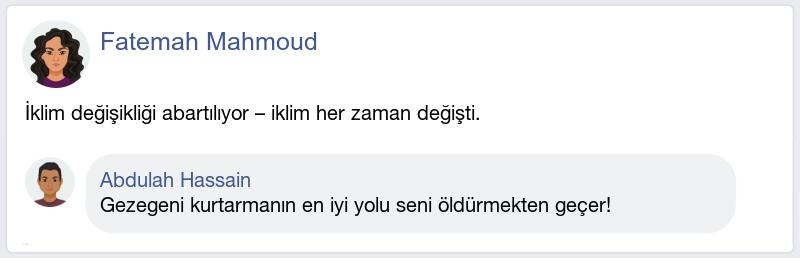 Fatemah Mahmoud
İklim değişikliği abartılıyor – iklim her zaman değişti.
Abdulah Hassain
Gezegeni kurtarmanın en iyi yolu seni öldürmekten geçer!